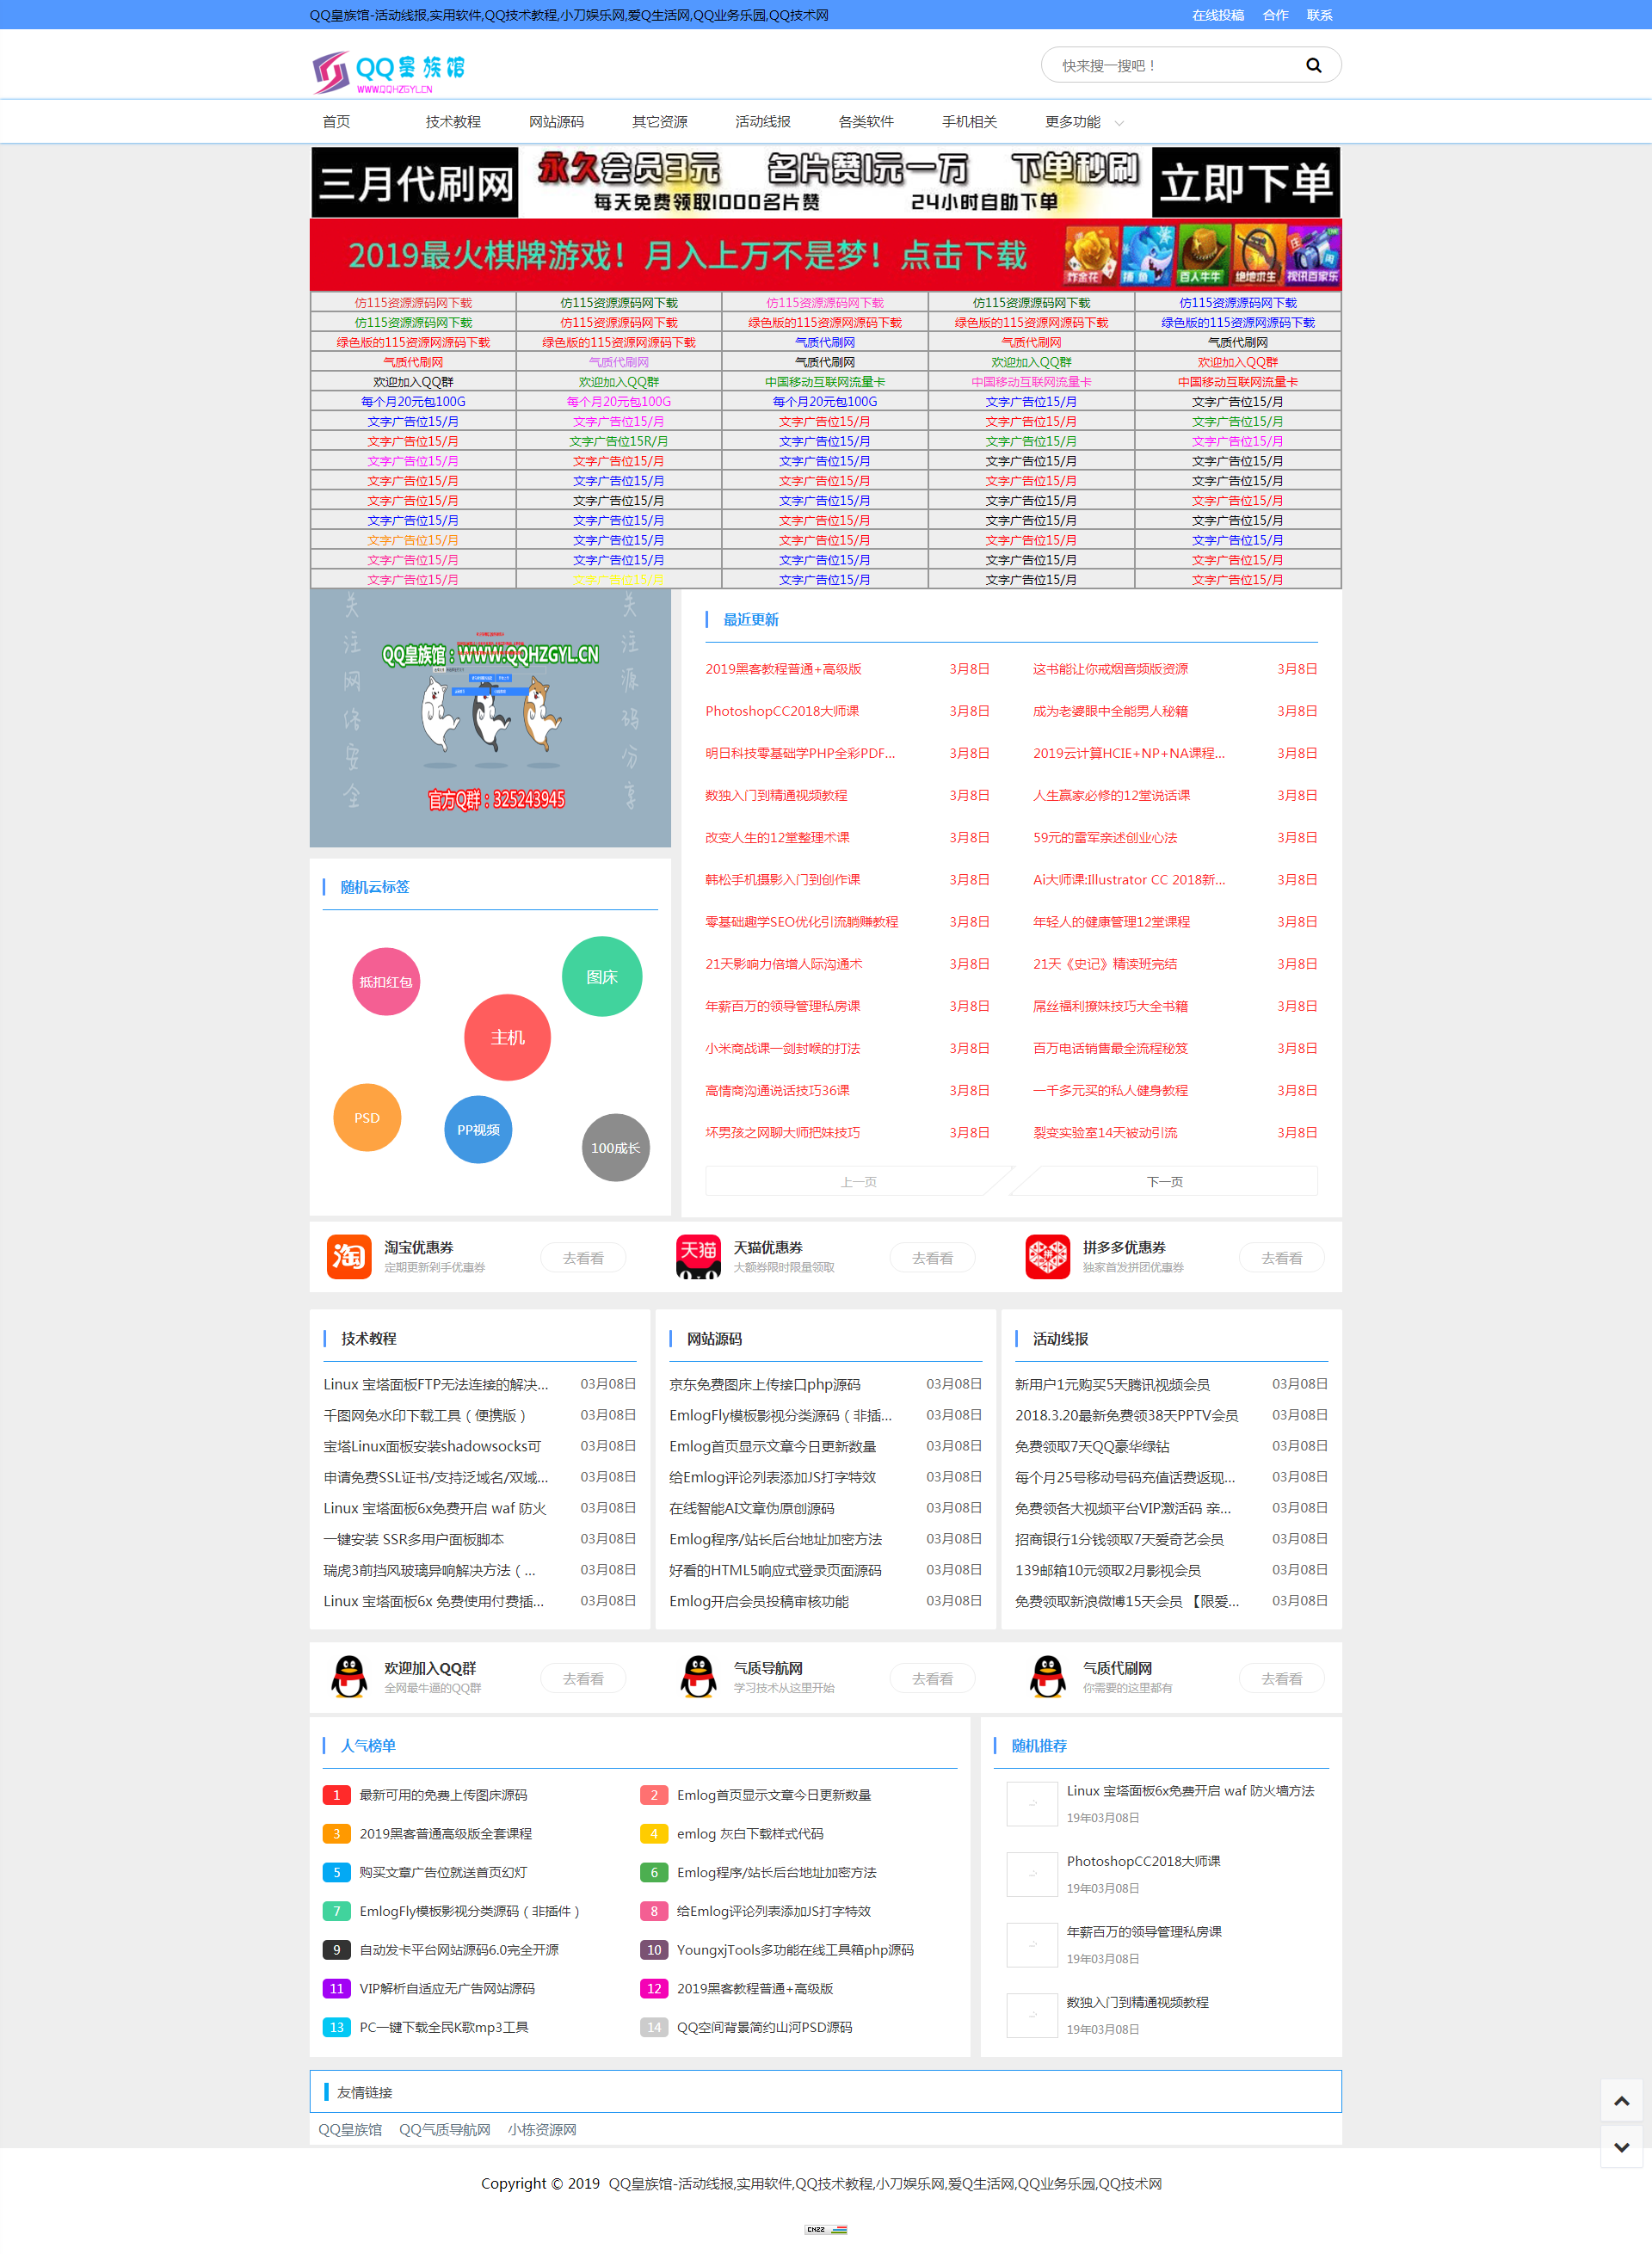 QQ皇族馆-活动线报,实用软件,QQ技术教程,小刀娱乐网,爱Q生活网,QQ业务乐园,QQ技术网 在线投稿 合作 联系
QQ皇族馆
WWW.QQHZGYL.CN
快来搜一搜吧！
首页 技术教程 网站源码 其它资源 活动线报 各类软件 手机相关 更多功能
三月代刷网 永久会员3元 名片赞1元一万 下单秒刷 立即下单
每天免费领取1000名片赞 24小时自助下单
2019最火棋牌游戏！月入上万不是梦！点击下载 炸金花 捕鱼 百人牛牛 绝地求生 视讯百家乐
仿115资源源码网下载 仿115资源源码网下载 仿115资源源码网下载 仿115资源源码网下载 仿115资源源码网下载
仿115资源源码网下载 仿115资源源码网下载 绿色版的115资源网源码下载 绿色版的115资源网源码下载 绿色版的115资源网源码下载
绿色版的115资源网源码下载 绿色版的115资源网源码下载 气质代刷网 气质代刷网 气质代刷网
气质代刷网 气质代刷网 气质代刷网 欢迎加入QQ群 欢迎加入QQ群
欢迎加入QQ群 欢迎加入QQ群 中国移动互联网流量卡 中国移动互联网流量卡 中国移动互联网流量卡
每个月20元包100G 每个月20元包100G 每个月20元包100G 文字广告位15/月 文字广告位15/月
文字广告位15/月 文字广告位15/月 文字广告位15/月 文字广告位15/月 文字广告位15/月
文字广告位15/月 文字广告位15R/月 文字广告位15/月 文字广告位15/月 文字广告位15/月
文字广告位15/月 文字广告位15/月 文字广告位15/月 文字广告位15/月 文字广告位15/月
文字广告位15/月 文字广告位15/月 文字广告位15/月 文字广告位15/月 文字广告位15/月
文字广告位15/月 文字广告位15/月 文字广告位15/月 文字广告位15/月 文字广告位15/月
文字广告位15/月 文字广告位15/月 文字广告位15/月 文字广告位15/月 文字广告位15/月
文字广告位15/月 文字广告位15/月 文字广告位15/月 文字广告位15/月 文字广告位15/月
文字广告位15/月 文字广告位15/月 文字广告位15/月 文字广告位15/月 文字广告位15/月
文字广告位15/月 文字广告位15/月 文字广告位15/月 文字广告位15/月 文字广告位15/月
关注网络安全
关注源码分享
QQ皇族馆：WWW.QQHZGYL.CN
官方Q群：325243945
随机云标签
抵扣红包
图床
主机
PSD
PP视频
100成长
最近更新
2019黑客教程普通+高级版 3月8日 这书能让你戒烟音频版资源 3月8日
PhotoshopCC2018大师课 3月8日 成为老婆眼中全能男人秘籍 3月8日
明日科技零基础学PHP全彩PDF... 3月8日 2019云计算HCIE+NP+NA课程... 3月8日
数独入门到精通视频教程 3月8日 人生赢家必修的12堂说话课 3月8日
改变人生的12堂整理术课 3月8日 59元的雷军亲述创业心法 3月8日
韩松手机摄影入门到创作课 3月8日 Ai大师课:Illustrator CC 2018新... 3月8日
零基础趣学SEO优化引流躺赚教程 3月8日 年轻人的健康管理12堂课程 3月8日
21天影响力倍增人际沟通术 3月8日 21天《史记》精读班完结 3月8日
年薪百万的领导管理私房课 3月8日 屌丝福利撩妹技巧大全书籍 3月8日
小米商战课一剑封喉的打法 3月8日 百万电话销售最全流程秘笈 3月8日
高情商沟通说话技巧36课 3月8日 一千多元买的私人健身教程 3月8日
坏男孩之网聊大师把妹技巧 3月8日 裂变实验室14天被动引流 3月8日
上一页 下一页
淘 淘宝优惠券 去看看 天猫 天猫优惠券 去看看 拼 拼多多优惠券 去看看
定期更新剁手优惠券 大额券限时限量领取 独家首发拼团优惠券
技术教程
Linux 宝塔面板FTP无法连接的解决... 03月08日
千图网免水印下载工具（便携版） 03月08日
宝塔Linux面板安装shadowsocks可 03月08日
申请免费SSL证书/支持泛域名/双域... 03月08日
Linux 宝塔面板6x免费开启 waf 防火 03月08日
一键安装 SSR多用户面板脚本 03月08日
瑞虎3前挡风玻璃异响解决方法（... 03月08日
Linux 宝塔面板6x 免费使用付费插... 03月08日
网站源码
京东免费图床上传接口php源码 03月08日
EmlogFly模板影视分类源码（非插... 03月08日
Emlog首页显示文章今日更新数量 03月08日
给Emlog评论列表添加JS打字特效 03月08日
在线智能AI文章伪原创源码 03月08日
Emlog程序/站长后台地址加密方法 03月08日
好看的HTML5响应式登录页面源码 03月08日
Emlog开启会员投稿审核功能 03月08日
活动线报
新用户1元购买5天腾讯视频会员 03月08日
2018.3.20最新免费领38天PPTV会员 03月08日
免费领取7天QQ豪华绿钻 03月08日
每个月25号移动号码充值话费返现... 03月08日
免费领各大视频平台VIP激活码 亲... 03月08日
招商银行1分钱领取7天爱奇艺会员 03月08日
139邮箱10元领取2月影视会员 03月08日
免费领取新浪微博15天会员 【限爱... 03月08日
欢迎加入QQ群 去看看 气质导航网 去看看 气质代刷网 去看看
全网最牛逼的QQ群 学习技术从这里开始 你需要的这里都有
人气榜单
1 最新可用的免费上传图床源码 2 Emlog首页显示文章今日更新数量
3 2019黑客普通高级版全套课程 4 emlog 灰白下载样式代码
5 购买文章广告位就送首页幻灯 6 Emlog程序/站长后台地址加密方法
7 EmlogFly模板影视分类源码（非插件） 8 给Emlog评论列表添加JS打字特效
9 自动发卡平台网站源码6.0完全开源 10 YoungxjTools多功能在线工具箱php源码
11 VIP解析自适应无广告网站源码 12 2019黑客教程普通+高级版
13 PC一键下载全民K歌mp3工具 14 QQ空间背景简约山河PSD源码
随机推荐
Linux 宝塔面板6x免费开启 waf 防火墙方法
19年03月08日
PhotoshopCC2018大师课
19年03月08日
年薪百万的领导管理私房课
19年03月08日
数独入门到精通视频教程
19年03月08日
友情链接
QQ皇族馆 QQ气质导航网 小栋资源网
Copyright © 2019 QQ皇族馆-活动线报,实用软件,QQ技术教程,小刀娱乐网,爱Q生活网,QQ业务乐园,QQ技术网
CNZZ